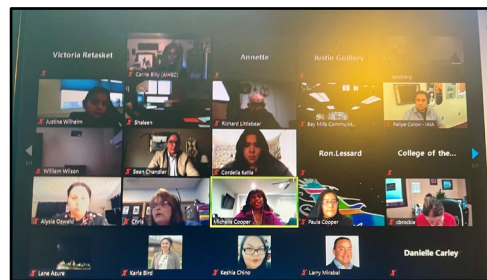 Victoria Retasket
Carrie Billy (AIHEC)
Annette
Justin Guillory
Justina Wilhelm
Shaleen
Richard Littlebear
Bay Mills Communit...
Felipe Colon -
William Wilson
Sean Chandler
Cordelia Kellie
Ron.Lessard
College of the...
Alysia Oswald
Chris
Michelle Cooper
Paula Cooper
cbrockie
Lane Azure
Karla Bird
Keshia Chino
Larry Mirabal
Danielle Carley